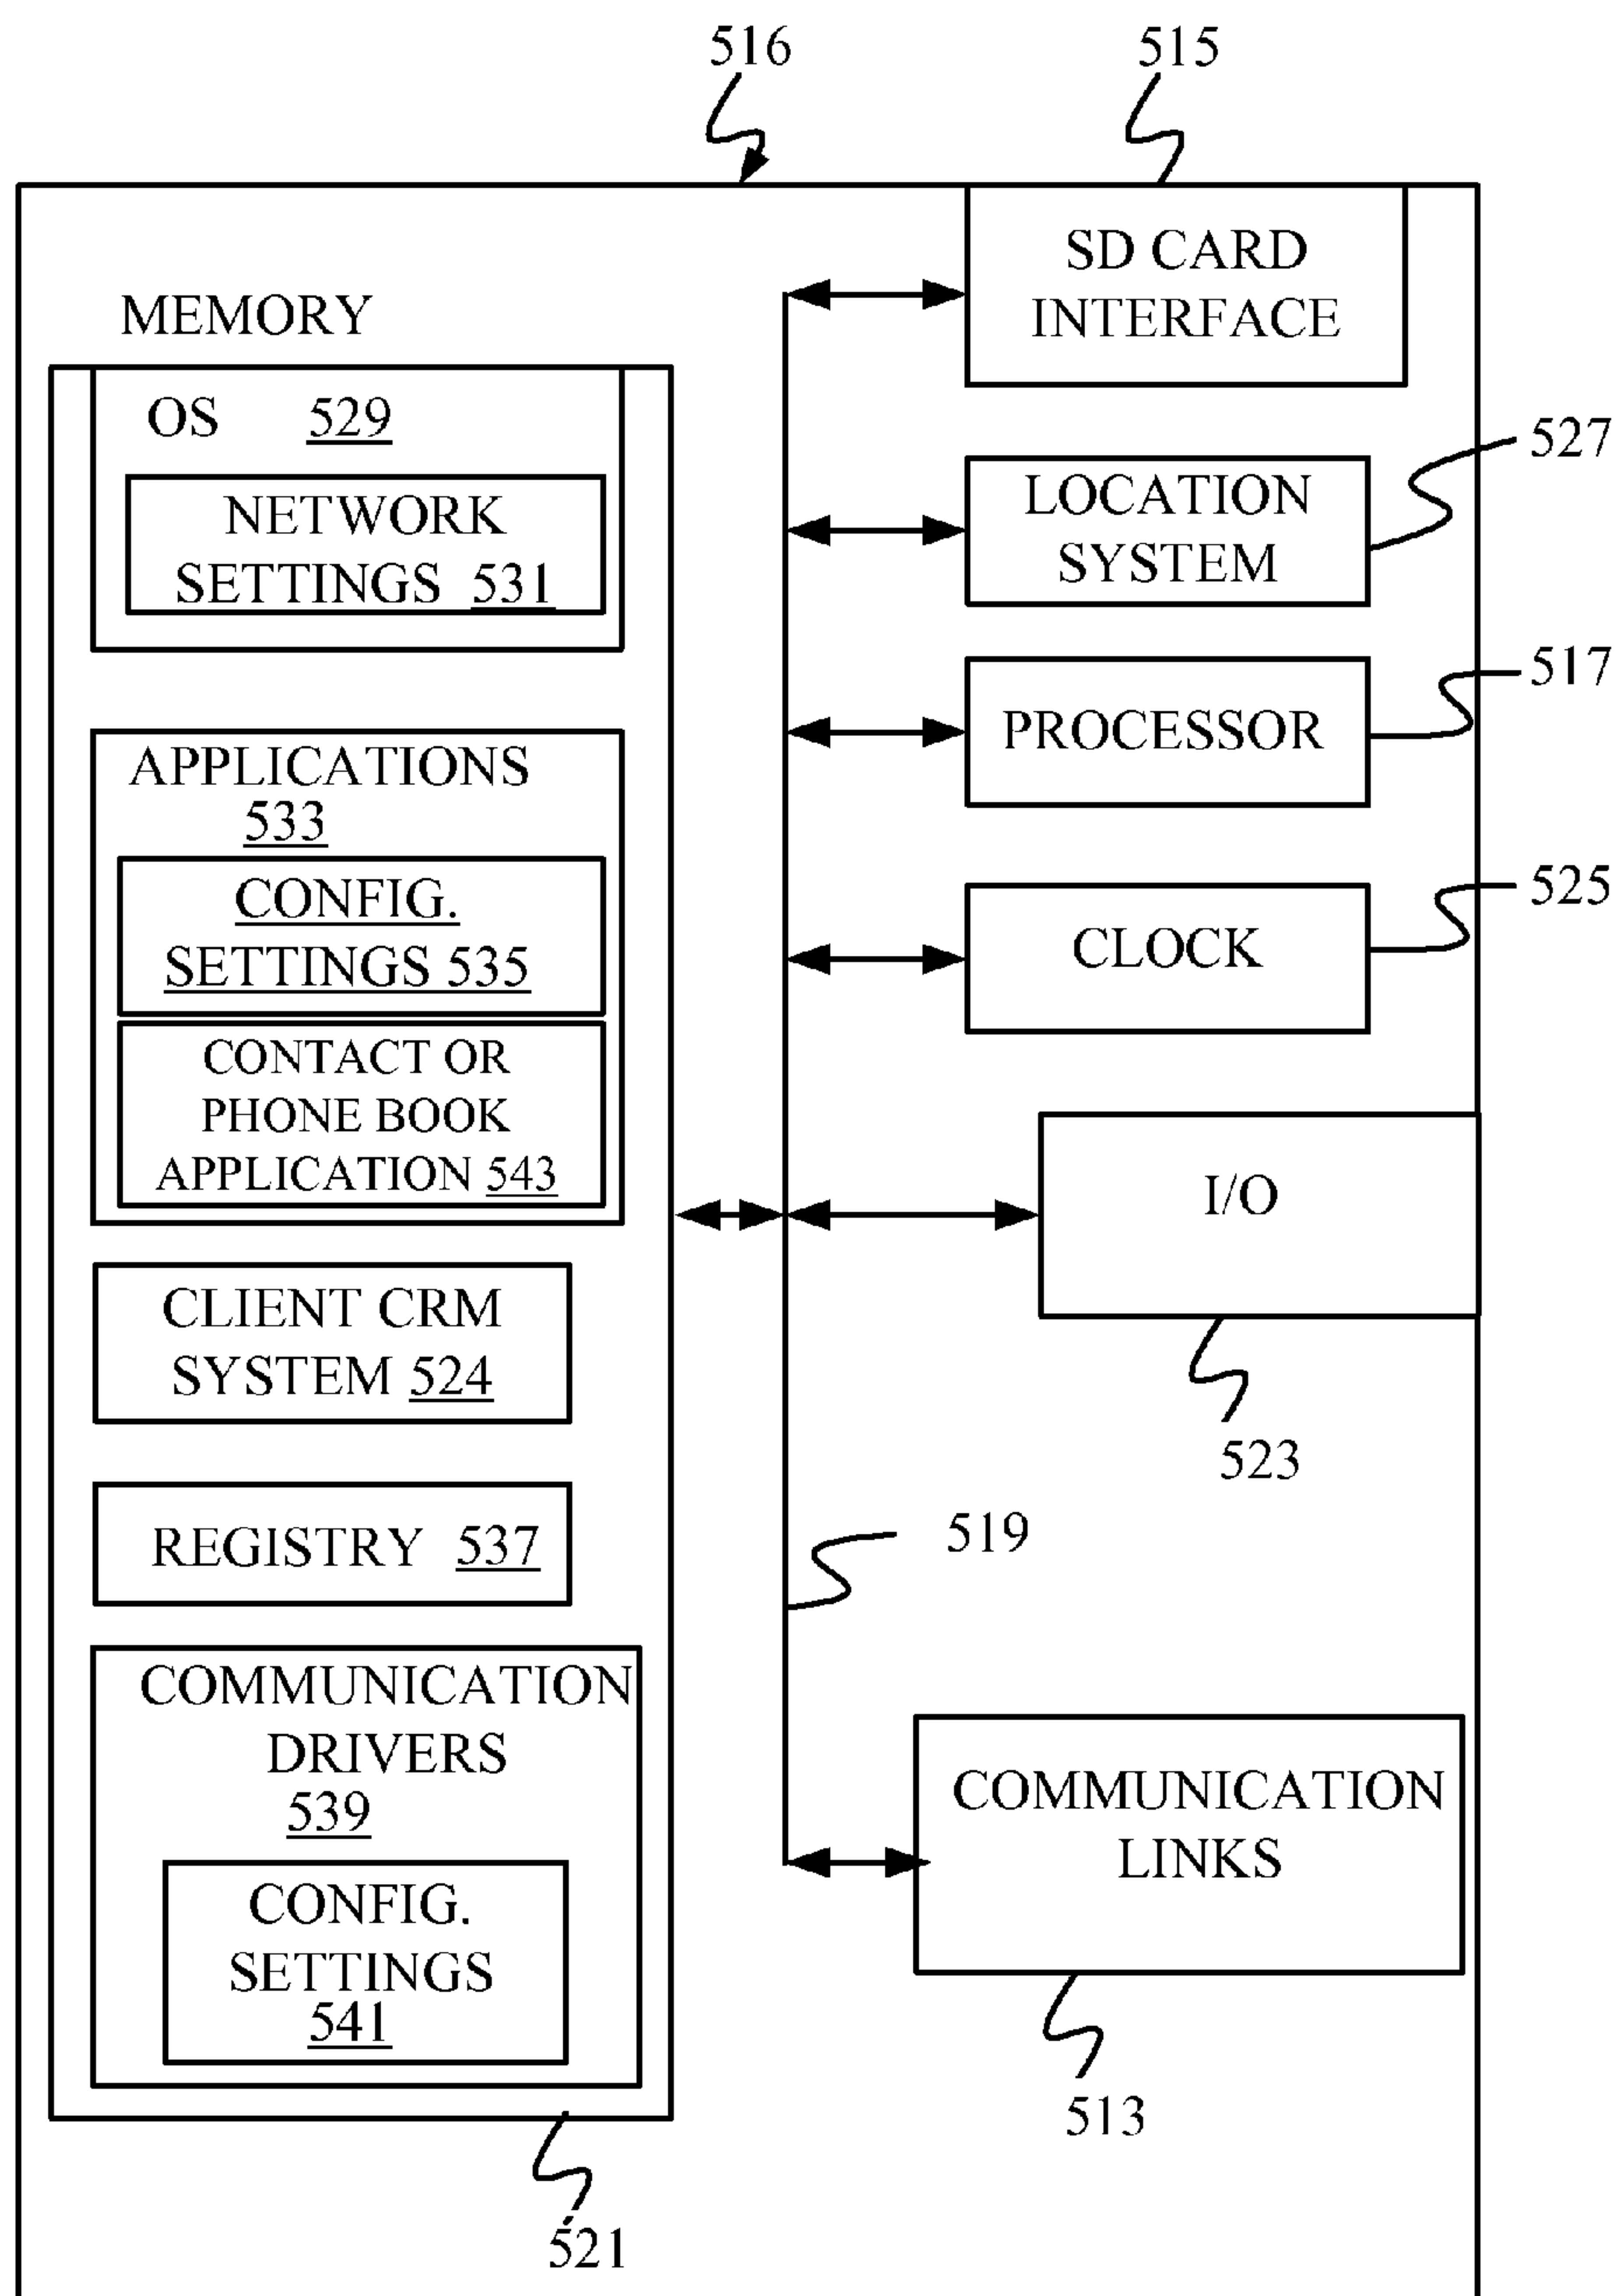 516
515
SD CARD
INTERFACE
MEMORY
OS 529
NETWORK
SETTINGS 531
527
LOCATION
SYSTEM
517
PROCESSOR
APPLICATIONS
533
CONFIG.
SETTINGS 535
525
CLOCK
CONTACT OR
PHONE BOOK
APPLICATION 543
I/O
CLIENT CRM
SYSTEM 524
523
REGISTRY 537
519
COMMUNICATION
DRIVERS
539
CONFIG.
SETTINGS
541
COMMUNICATION
LINKS
513
521